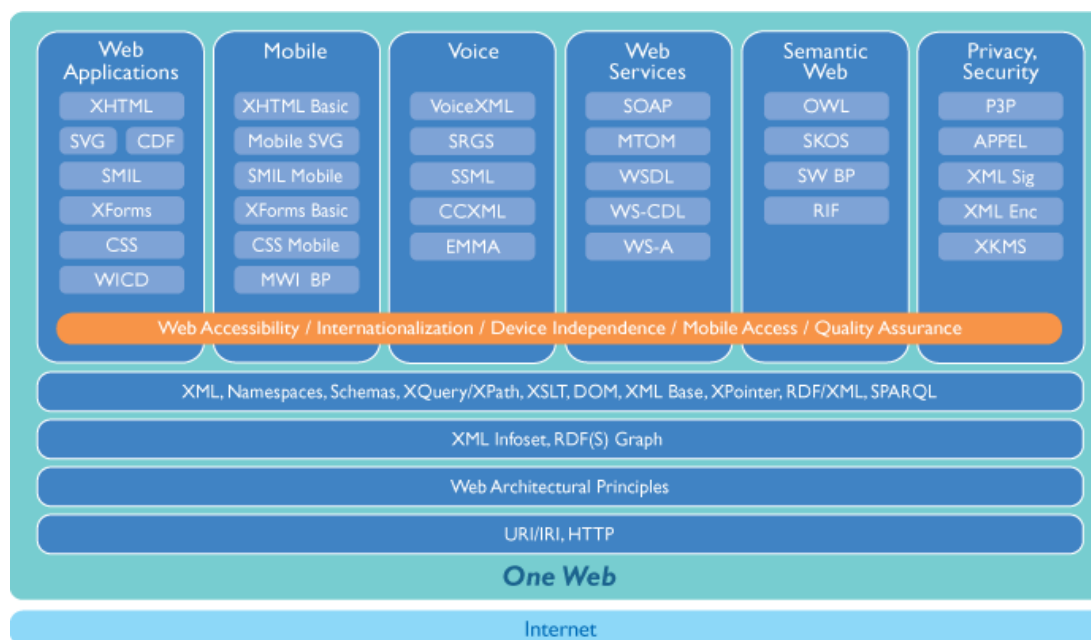 Web
Applications
XHTML
SVG CDF
SMIL
XForms
CSS
WICD
Mobile
XHTML Basic
Mobile SVG
SMIL Mobile
XForms Basic
CSS Mobile
MWI BP
Voice
VoiceXML
SRGS
SSML
CCXML
EMMA
Web
Services
SOAP
MTOM
WSDL
WS-CDL
WS-A
Semantic
Web
OWL
SKOS
SW BP
RIF
Privacy,
Security
P3P
APPEL
XML Sig
XML Enc
XKMS
Web Accessibility / Internationalization / Device Independence / Mobile Access / Quality Assurance
XML, Namespaces, Schemas, XQuery/XPath, XSLT, DOM, XML Base, XPointer, RDF/XML, SPARQL
XML Infoset, RDF(S) Graph
Web Architectural Principles
URI/IRI, HTTP
One Web
Internet